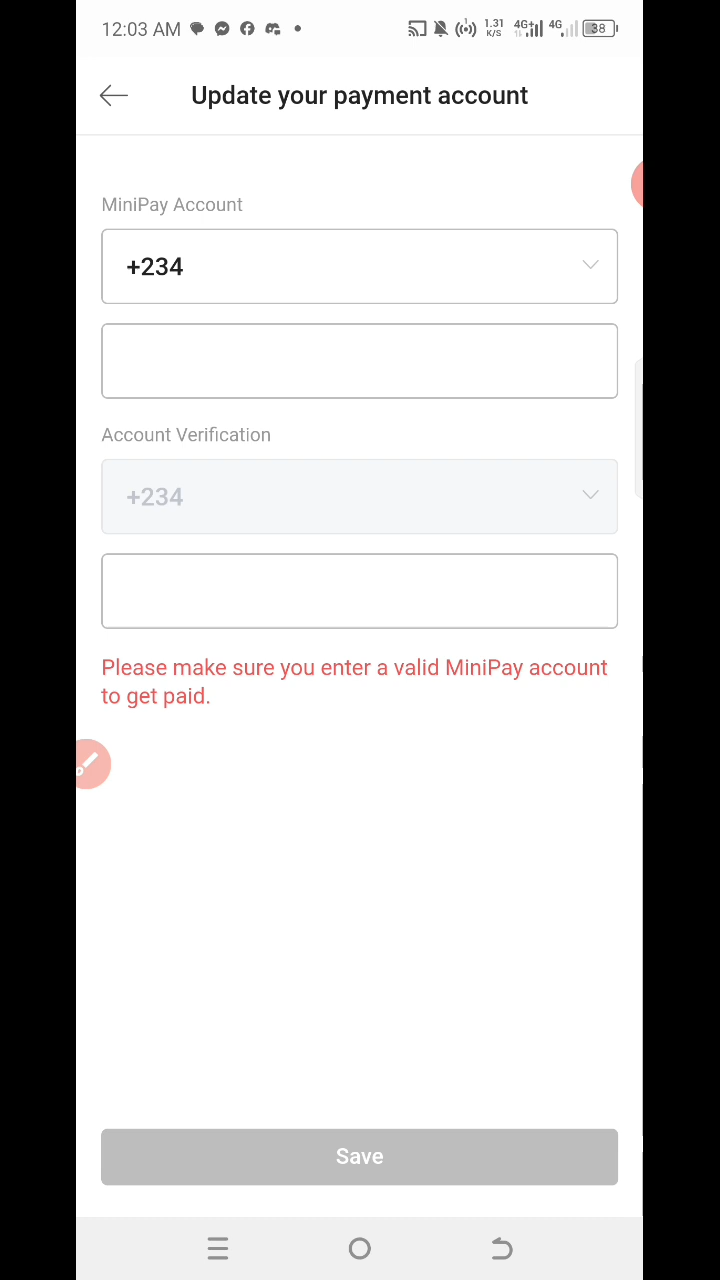 12:03 AM 1.31 K/S 4G+ 4G 38
Update your payment account
MiniPay Account
+234
Account Verification
+234
Please make sure you enter a valid MiniPay account
to get paid.
Save